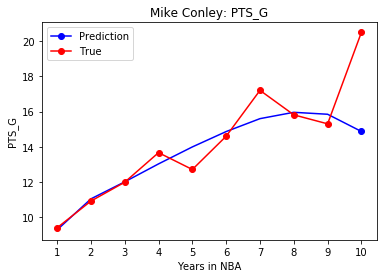 Mike Conley: PTS_G
Prediction
True
PTS_G
20
18
16
14
12
10
1 2 3 4 5 6 7 8 9 10
Years in NBA